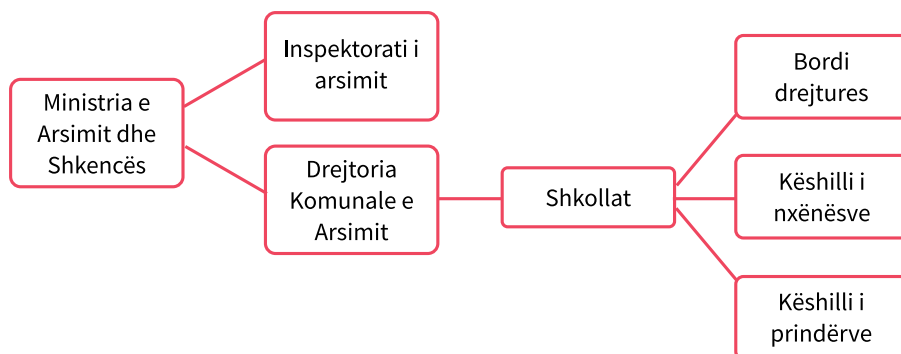 Ministria e
Arsimit dhe
Shkencës
Inspektorati i
arsimit
Drejtoria
Komunale e
Arsimit
Shkollat
Bordi
drejtures
Këshilli i
nxënësve
Këshilli i
prindërve